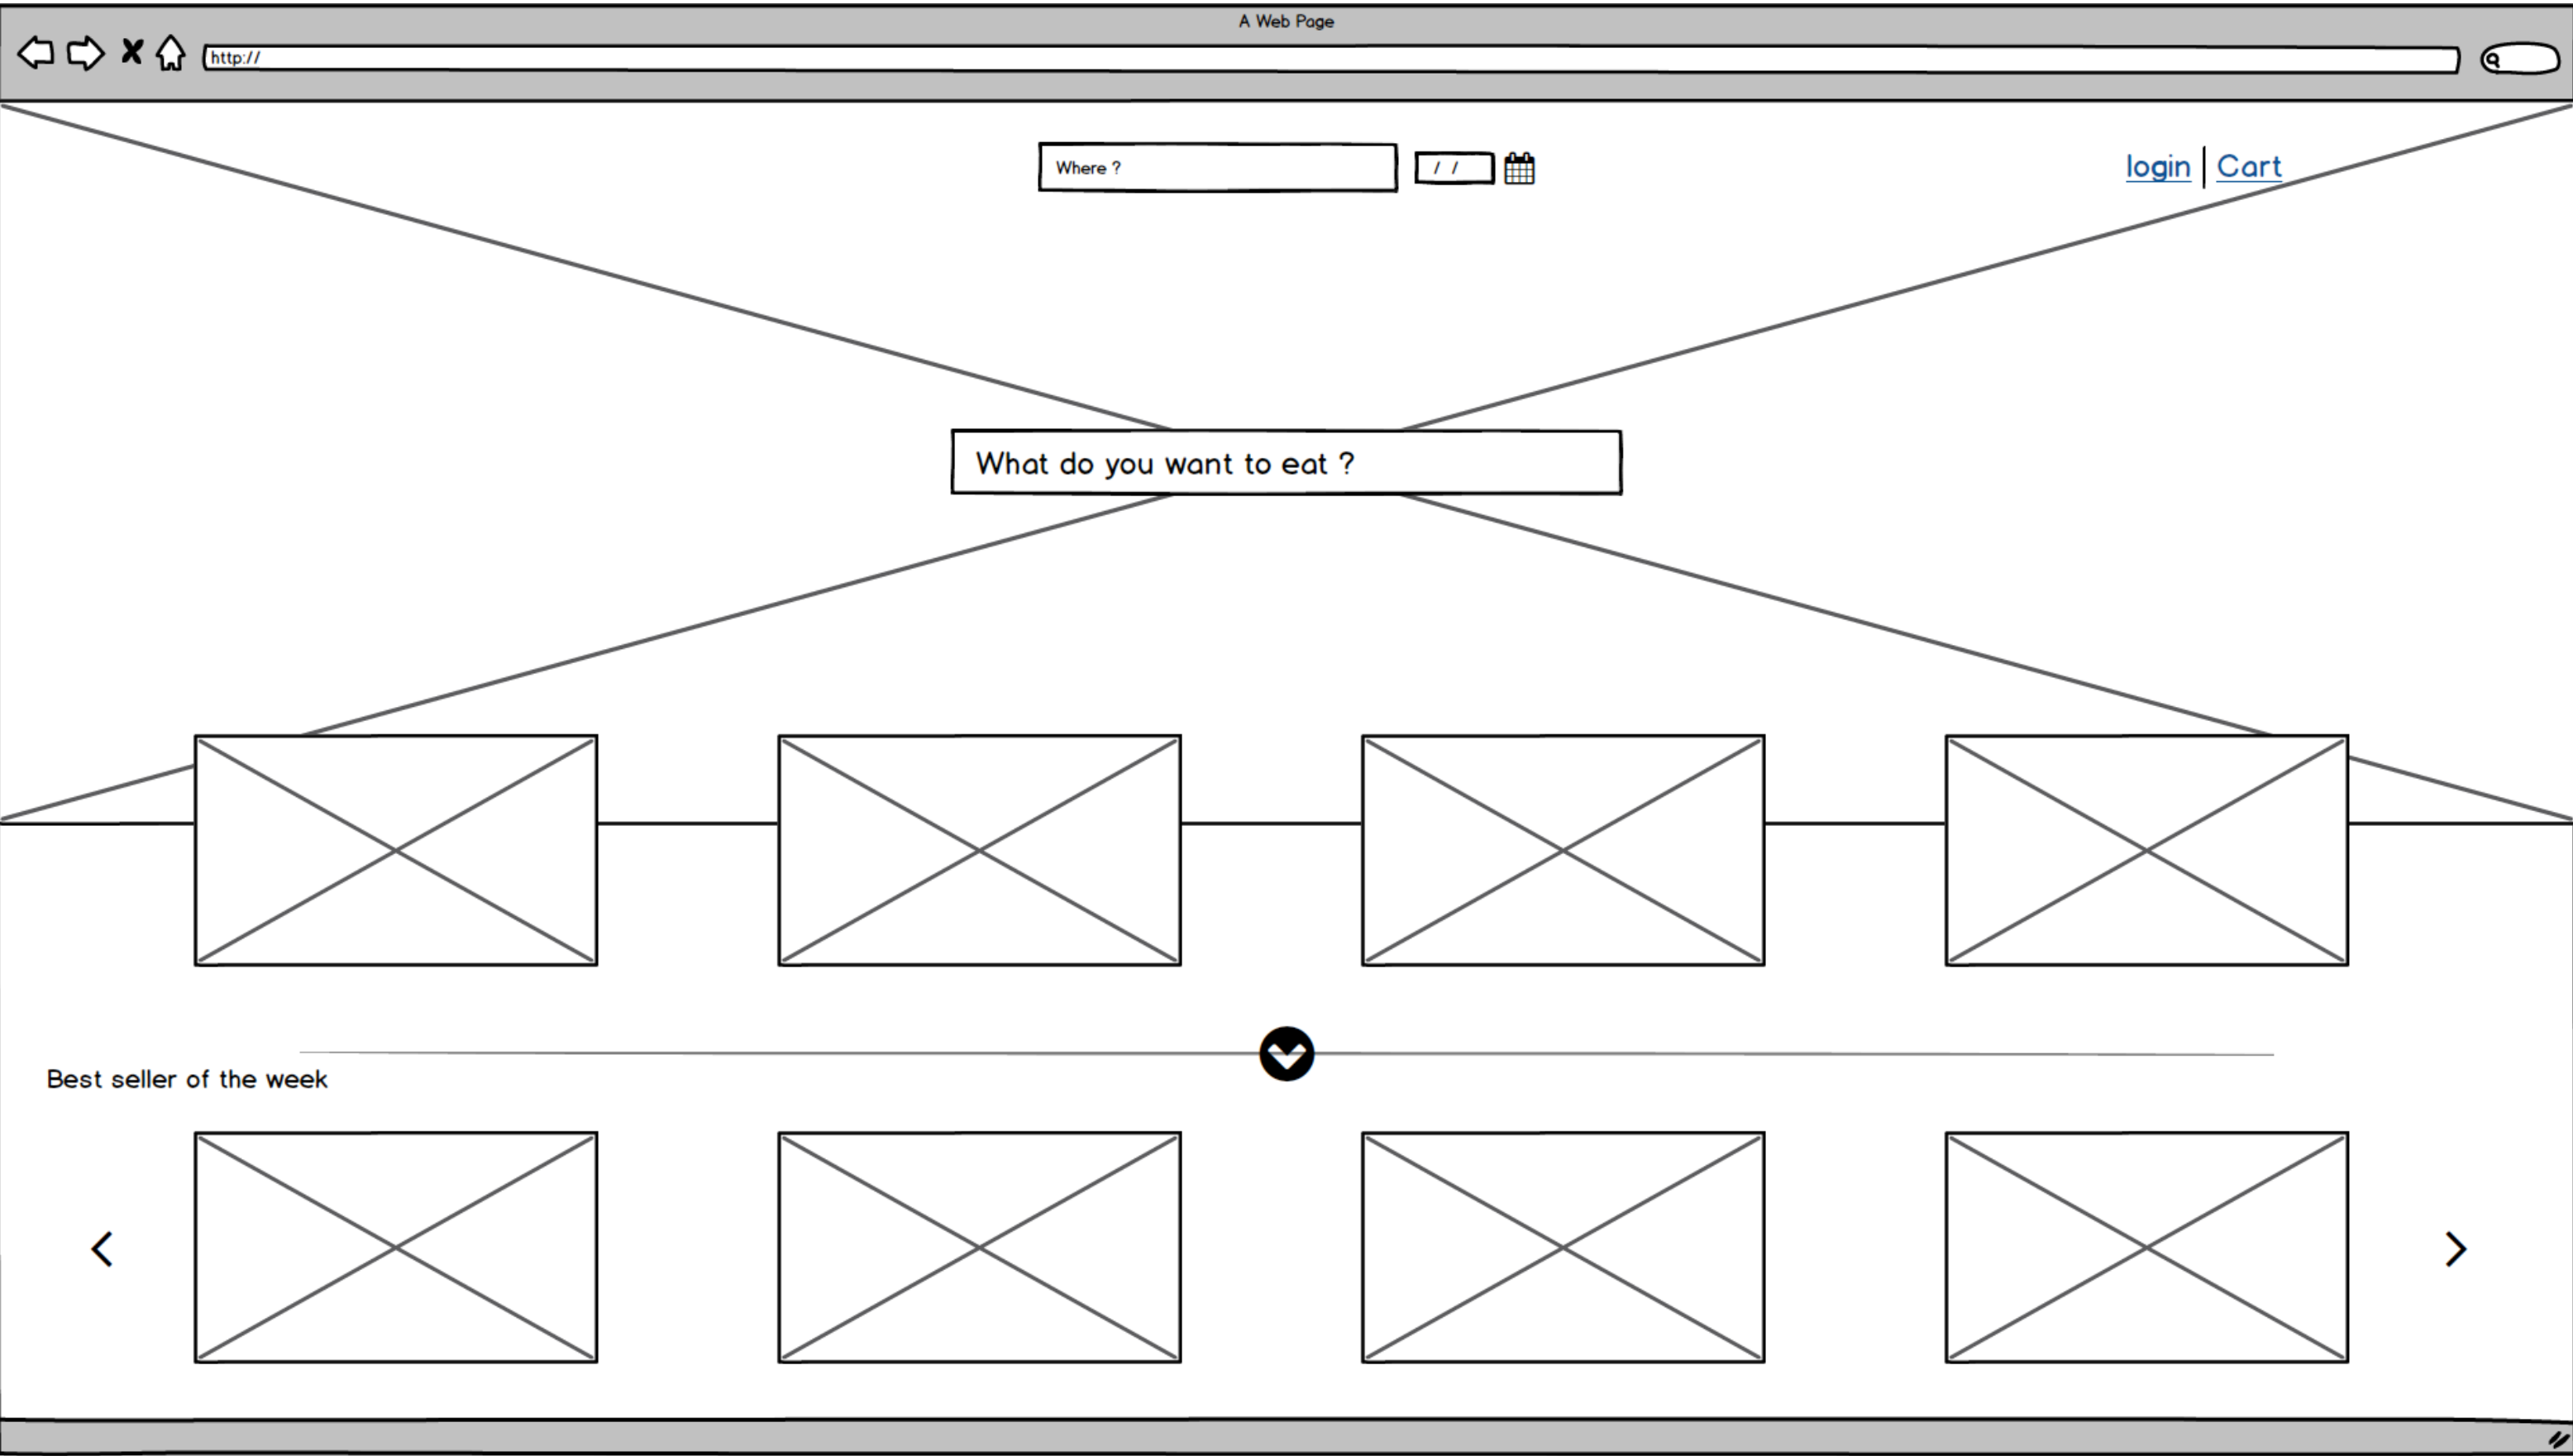 A Web Page
http://
Where ?
/ /
login | Cart
What do you want to eat ?
Best seller of the week